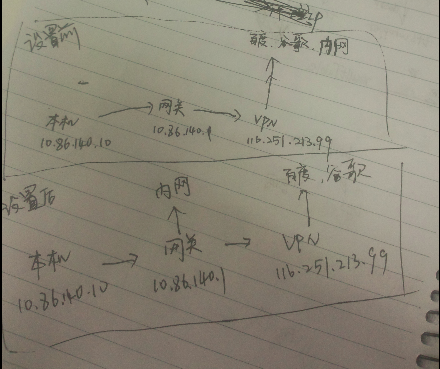 设置前
百度、谷歌、内网
本机 → 网关 → VPN
10.86.140.10 10.86.140.1 116.251.213.99
设置后
内网 百度、谷歌
本机 → 网关 → VPN
10.86.140.10 10.86.140.1 116.251.213.99